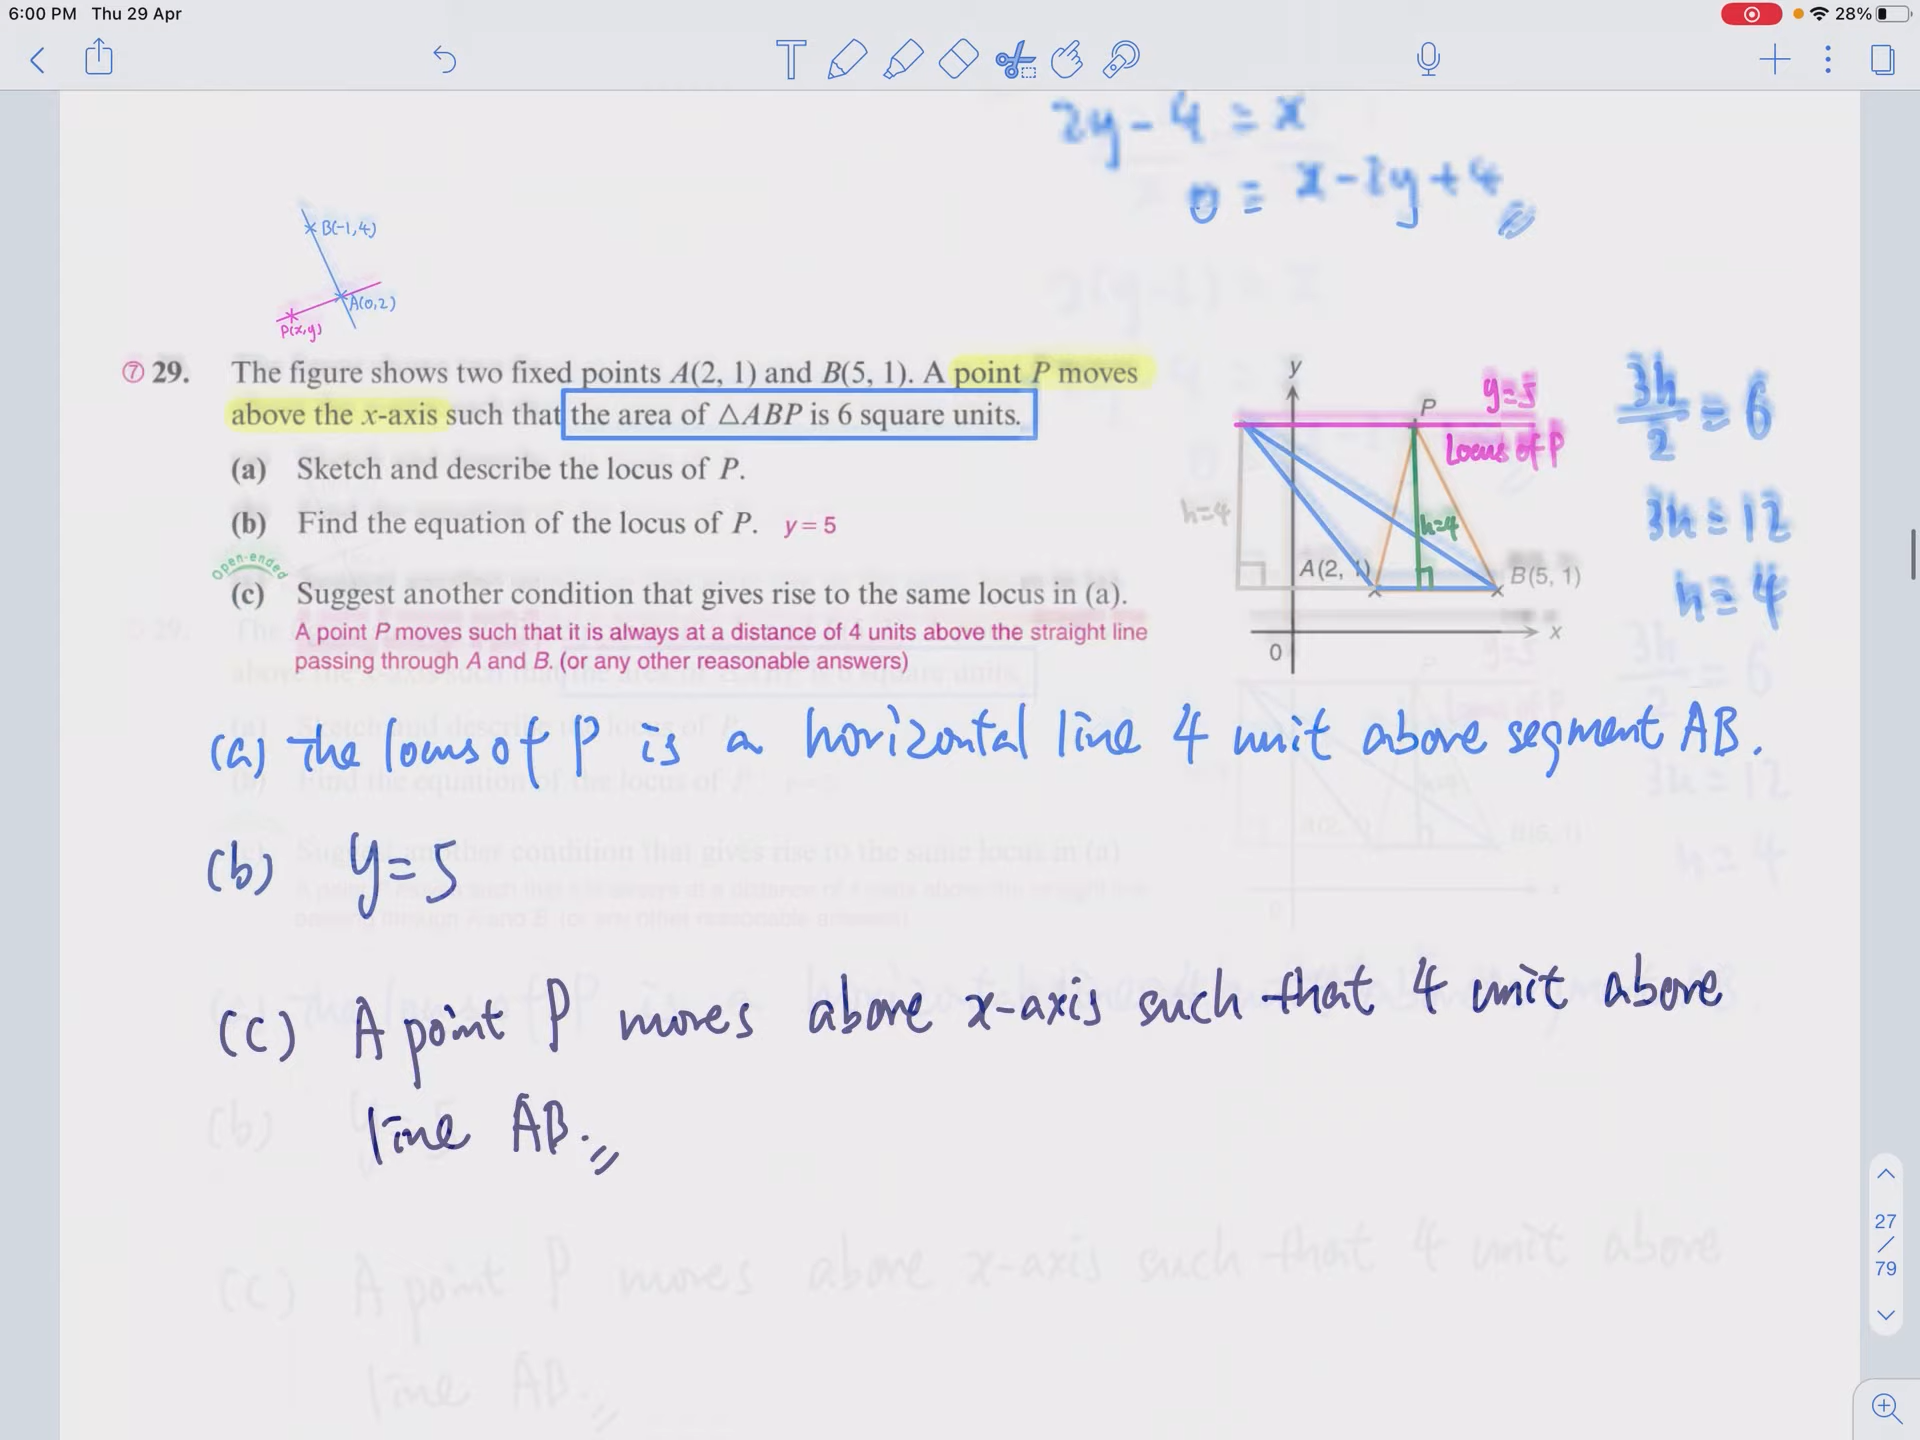 6:00 PM Thu 29 Apr
28%
2y - 4 = x
0 = x - 2y + 4
B(-1,4)
A(0,2)
P(x,y)
⑦ 29. The figure shows two fixed points A(2, 1) and B(5, 1). A point P moves
above the x-axis such that the area of △ABP is 6 square units.
(a) Sketch and describe the locus of P.
(b) Find the equation of the locus of P. y = 5
Open-ended
(c) Suggest another condition that gives rise to the same locus in (a).
A point P moves such that it is always at a distance of 4 units above the straight line
passing through A and B. (or any other reasonable answers)
y
P
y=5
Locus of P
h=4
h=4
A(2, 1)
B(5, 1)
0
x
3h/2 = 6
3h = 12
h = 4
(a) the locus of P is a horizontal line 4 unit above segment AB.
(b) y = 5
(c) A point P moves above x-axis such that 4 unit above
line AB.
27
/
79